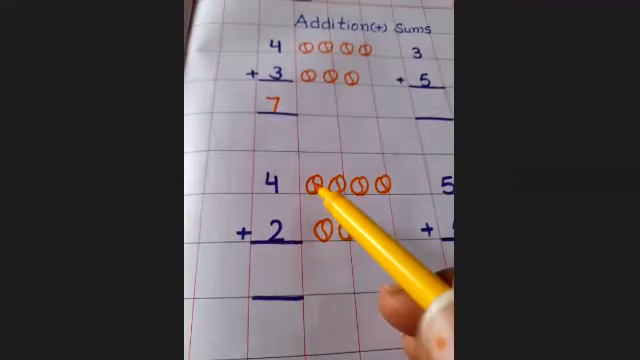 Addition(+) Sums
4 3
+ 3 + 5
7
4 5
+ 2 +